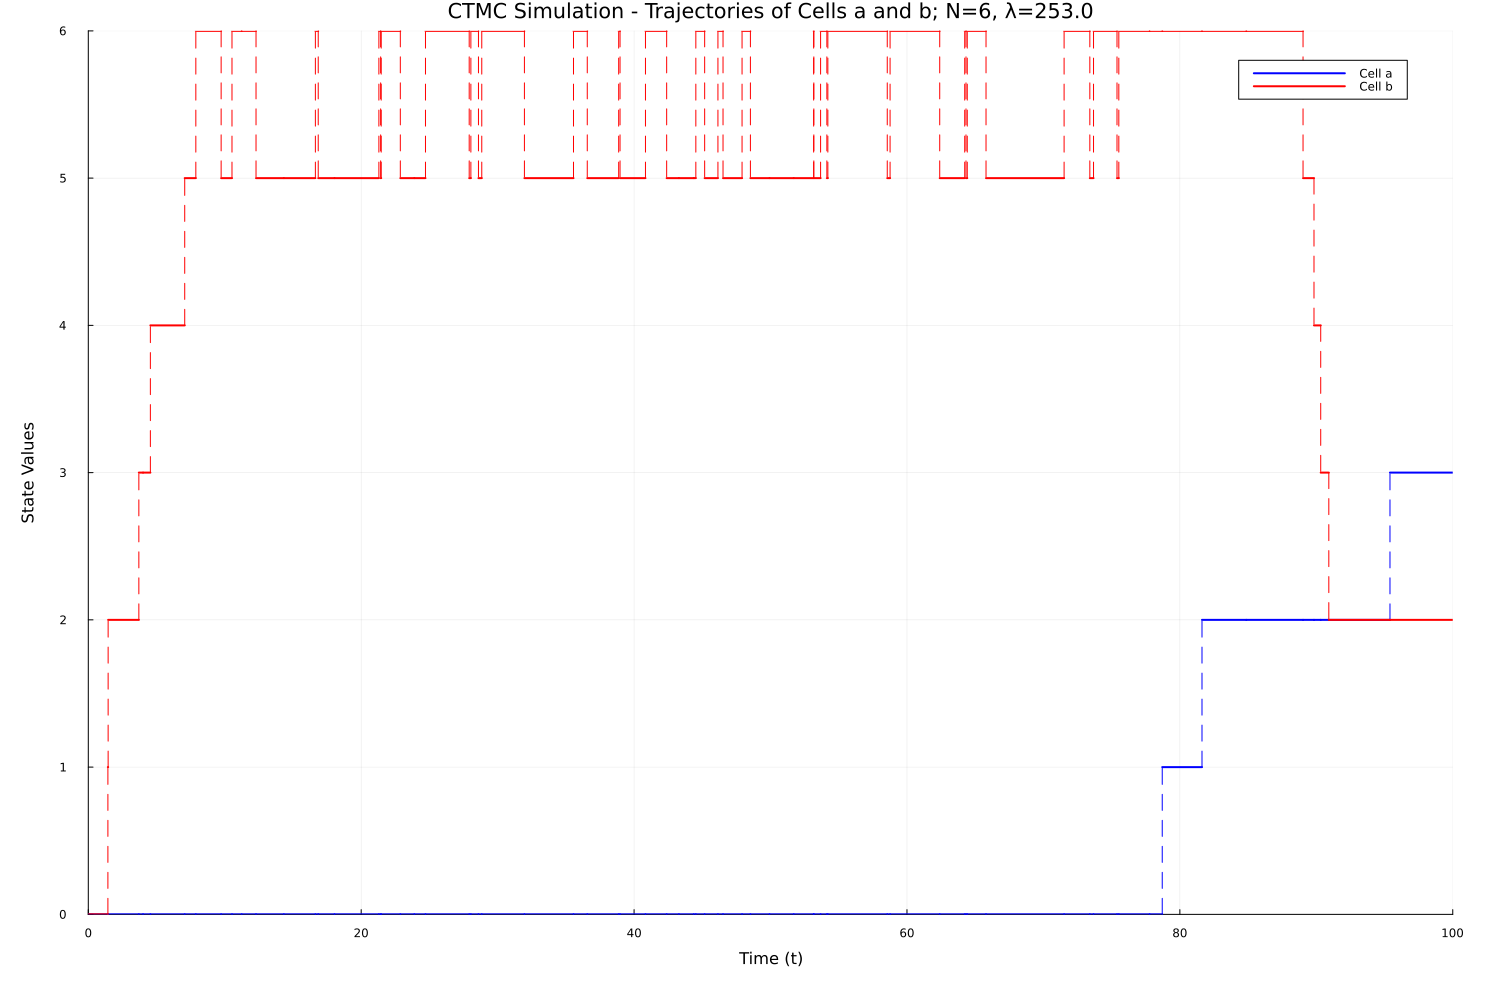 CTMC Simulation - Trajectories of Cells a and b; N=6, λ=253.0
6
Cell a
Cell b
5
4
3
2
1
0
State Values
0 20 40 60 80 100
Time (t)